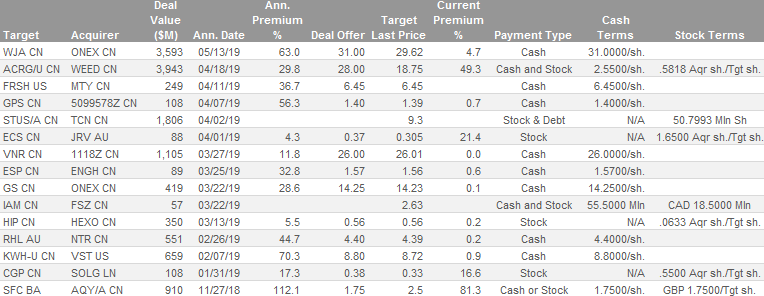 Target Acquirer Deal Value ($M) Ann. Date Ann. Premium % Deal Offer Target Last Price Current Premium % Payment Type Cash Terms Stock Terms
WJA CN ONEX CN 3,593 05/13/19 63.0 31.00 29.62 4.7 Cash 31.0000/sh.
ACRG/U CN WEED CN 3,943 04/18/19 29.8 28.00 18.75 49.3 Cash and Stock 2.5500/sh. .5818 Aqr sh./Tgt sh.
FRSH US MTY CN 249 04/11/19 36.7 6.45 6.45 Cash 6.4500/sh.
GPS CN 5099578Z CN 108 04/07/19 56.3 1.40 1.39 0.7 Cash 1.4000/sh.
STUS/A CN TCN CN 1,806 04/02/19 9.3 Stock & Debt N/A 50.7993 Mln Sh
ECS CN JRV AU 88 04/01/19 4.3 0.37 0.305 21.4 Stock N/A 1.6500 Aqr sh./Tgt sh.
VNR CN 1118Z CN 1,105 03/27/19 11.8 26.00 26.01 0.0 Cash 26.0000/sh.
ESP CN ENGH CN 89 03/25/19 32.8 1.57 1.56 0.6 Cash 1.5700/sh.
GS CN ONEX CN 419 03/22/19 28.6 14.25 14.23 0.1 Cash 14.2500/sh.
IAM CN FSZ CN 57 03/22/19 2.63 Cash and Stock 55.5000 Mln CAD 18.5000 Mln
HIP CN HEXO CN 350 03/13/19 5.5 0.56 0.56 0.2 Stock N/A .0633 Aqr sh./Tgt sh.
RHL AU NTR CN 551 02/26/19 44.7 4.40 4.39 0.2 Cash 4.4000/sh.
KWH-U CN VST US 659 02/07/19 70.3 8.80 8.72 0.9 Cash 8.8000/sh.
CGP CN SOLG LN 108 01/31/19 17.3 0.38 0.33 16.6 Stock N/A .5500 Aqr sh./Tgt sh.
SFC BA AQY/A CN 910 11/27/18 112.1 1.75 2.5 81.3 Cash or Stock 1.7500/sh. GBP 1.7500/Tgt sh.